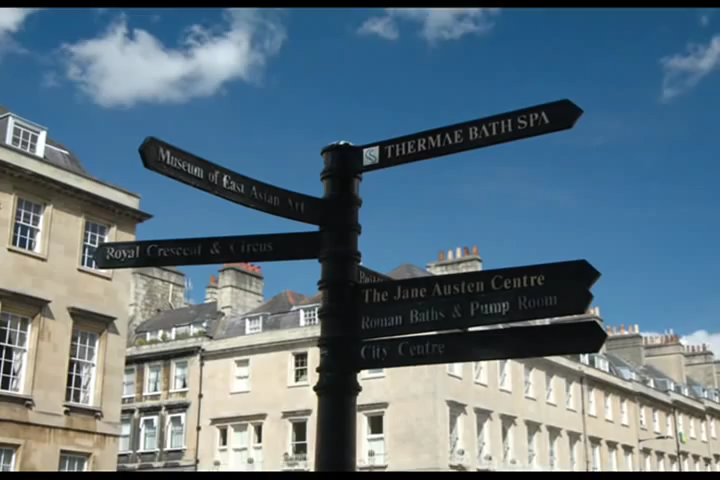 THERMAE BATH SPA
Museum of East Asian Art
Royal Crescent & Circus
The Jane Austen Centre
Roman Baths & Pump Room
City Centre